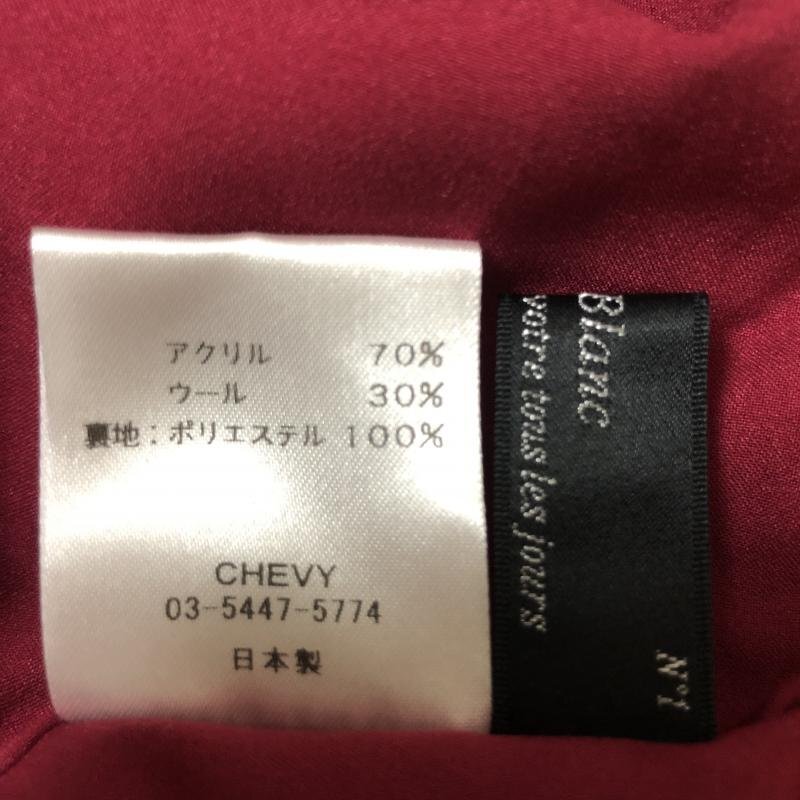 アクリル 70%
ウール 30%
裏地：ポリエステル 100%
CHEVY
03-5447-5774
日本製
Blanc
votre tous les jours
N°1